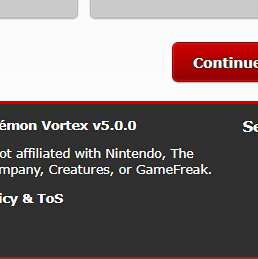 Continue
émon Vortex v5.0.0
Se
ot affiliated with Nintendo, The
mpany, Creatures, or GameFreak.
icy & ToS